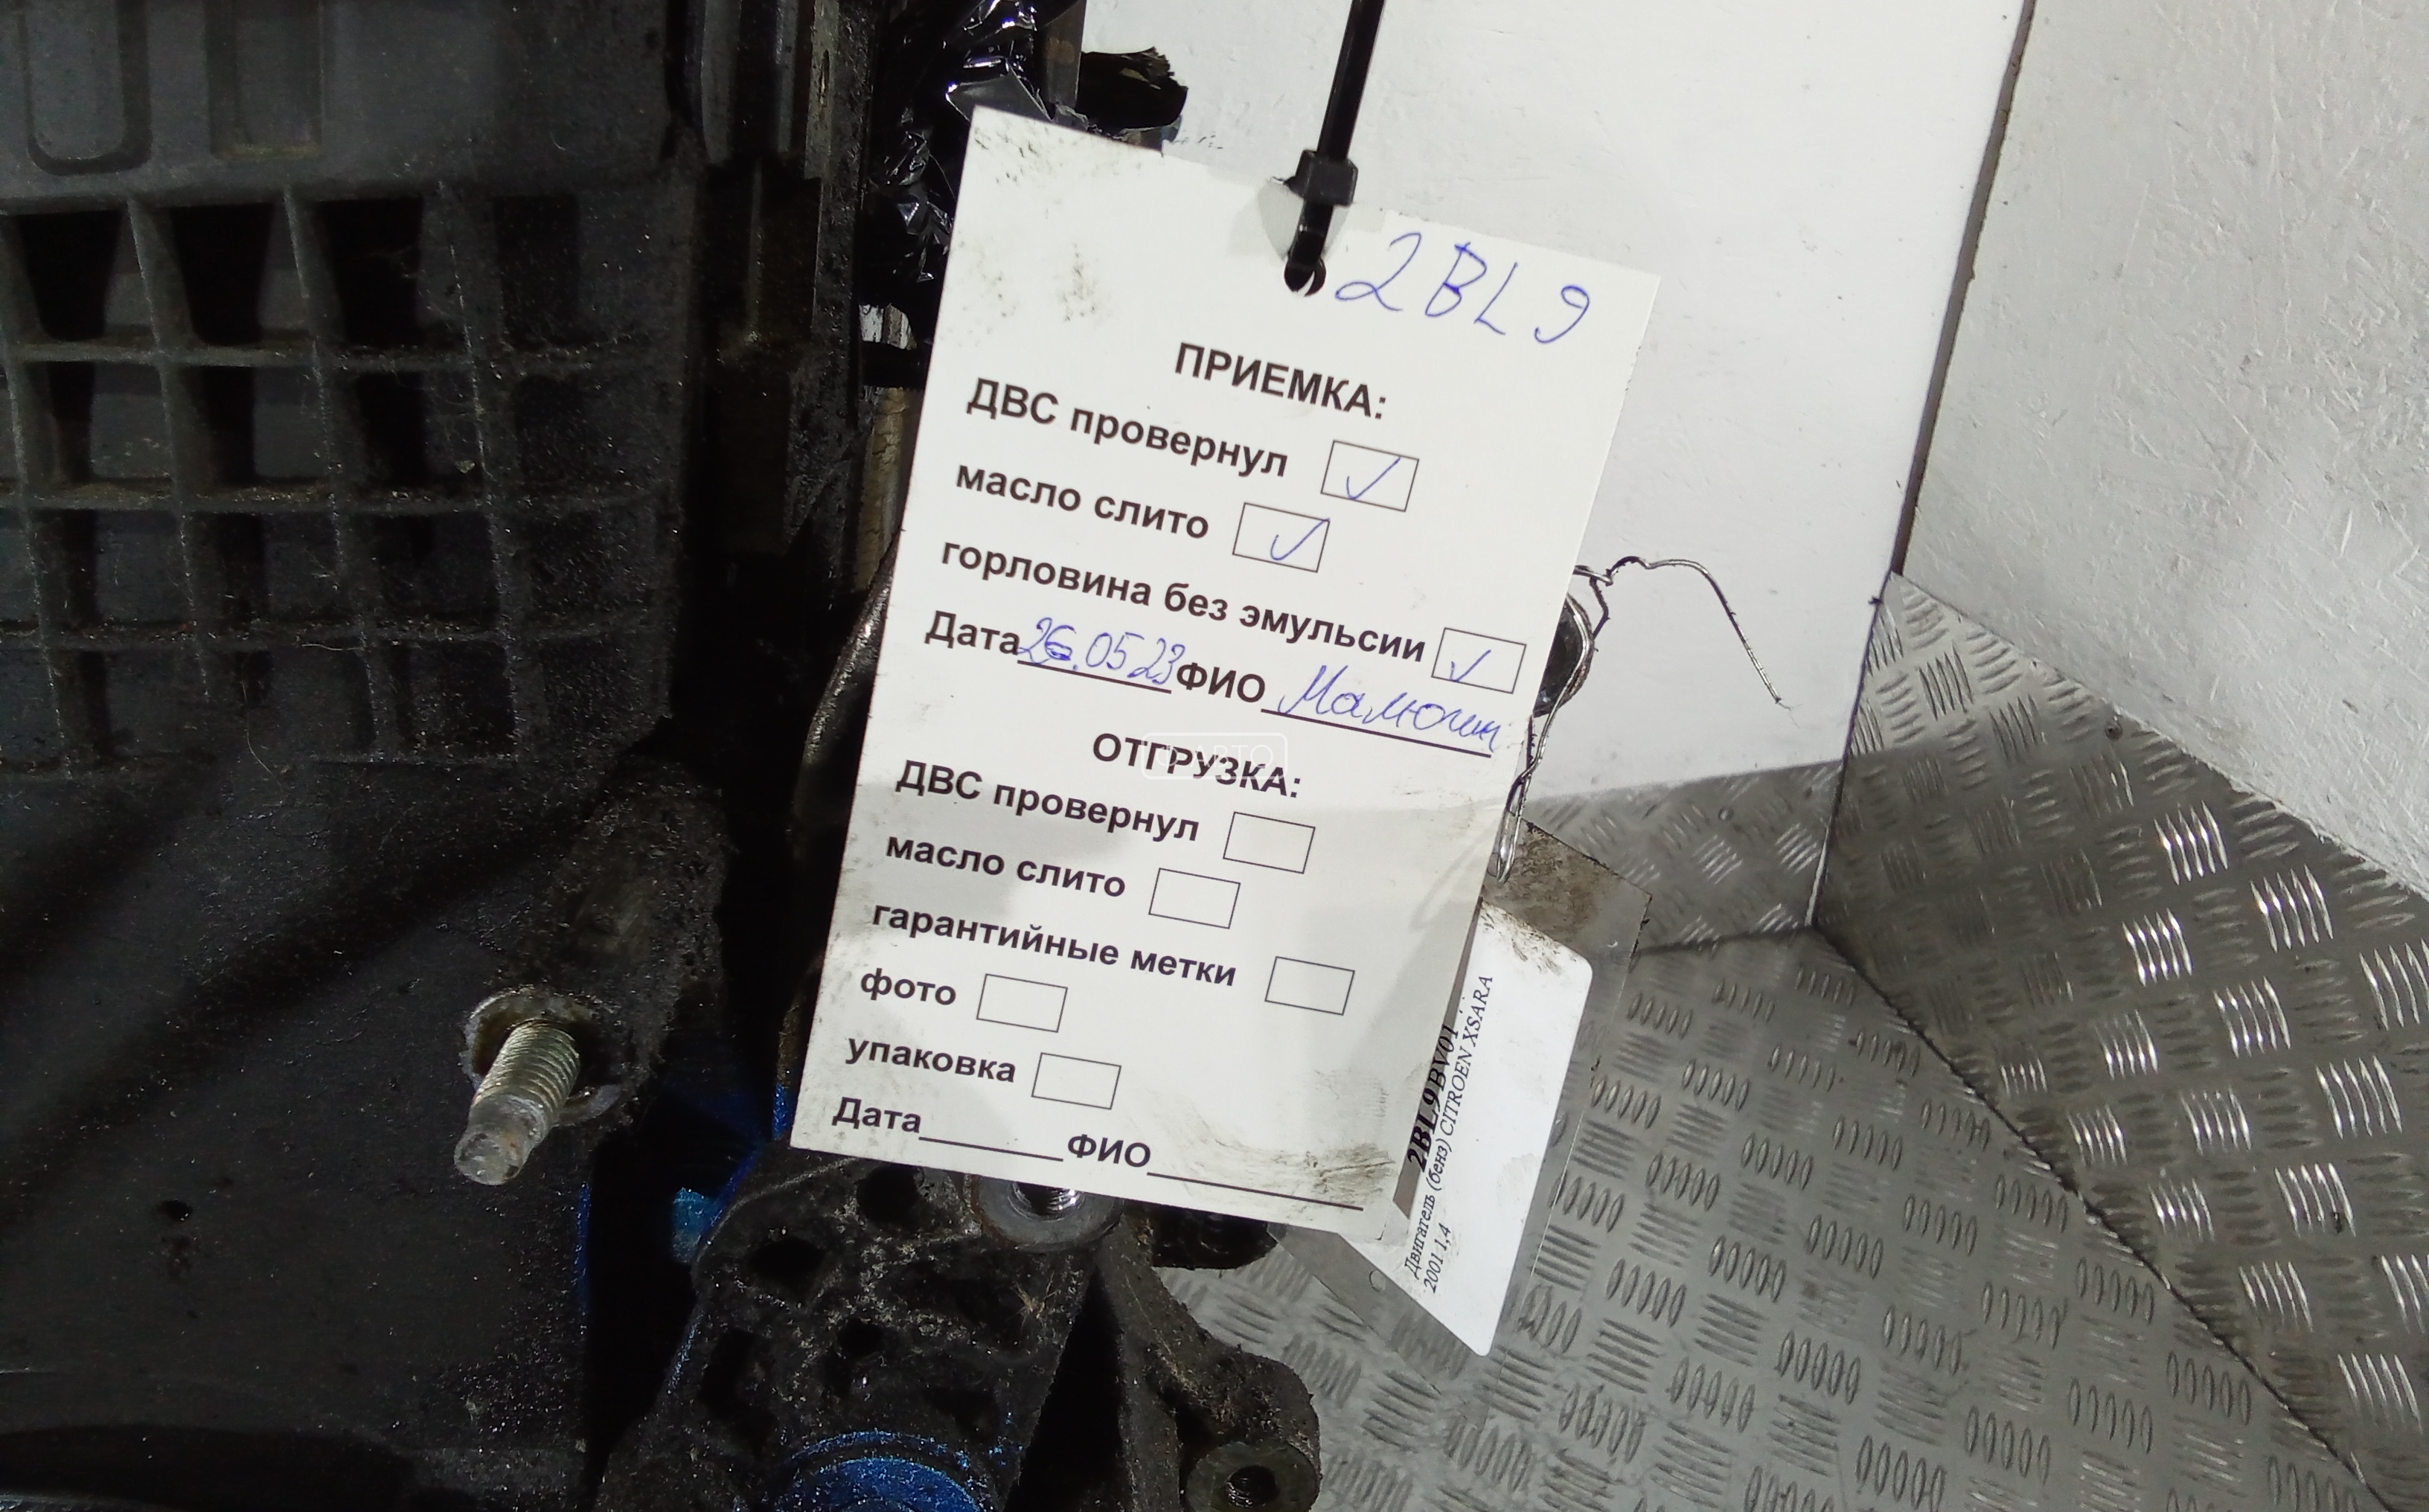 2BL9
ПРИЕМКА:
ДВС провернул
масло слито
горловина без эмульсии
Дата 26.05 23 ФИО
ОТГРУЗКА:
ДВС провернул
масло слито
гарантийные метки
фото
упаковка
Дата ФИО
2BL9BV01
Двигатель (бенз) CITROEN XSARA
2001 1,4